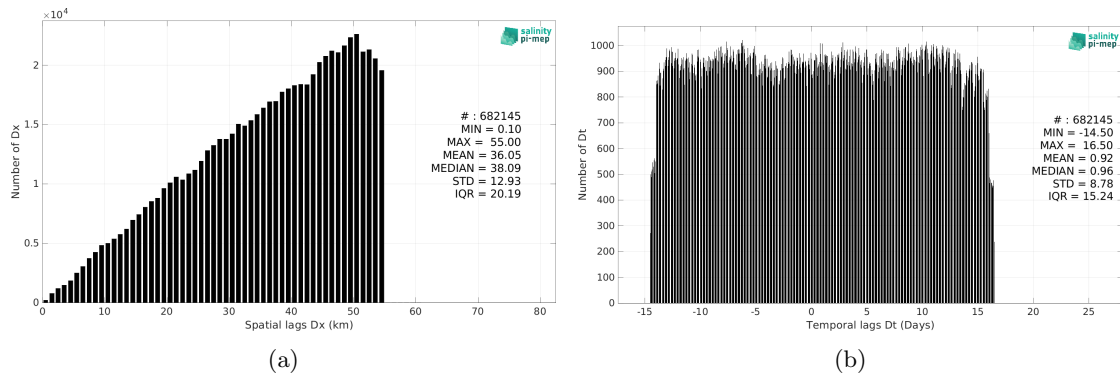 ×10⁴
salinity
pi-mep
2
1.5
1
0.5
0
Number of Dx
# : 682145
MIN = 0.10
MAX = 55.00
MEAN = 36.05
MEDIAN = 38.09
STD = 12.93
IQR = 20.19
0 10 20 30 40 50 60 70 80
Spatial lags Dx (km)
(a)
salinity
pi-mep
1000
900
800
700
600
500
400
300
200
100
0
Number of Dt
# : 682145
MIN = -14.50
MAX = 16.50
MEAN = 0.92
MEDIAN = 0.96
STD = 8.78
IQR = 15.24
-15 -10 -5 0 5 10 15 20 25
Temporal lags Dt (Days)
(b)